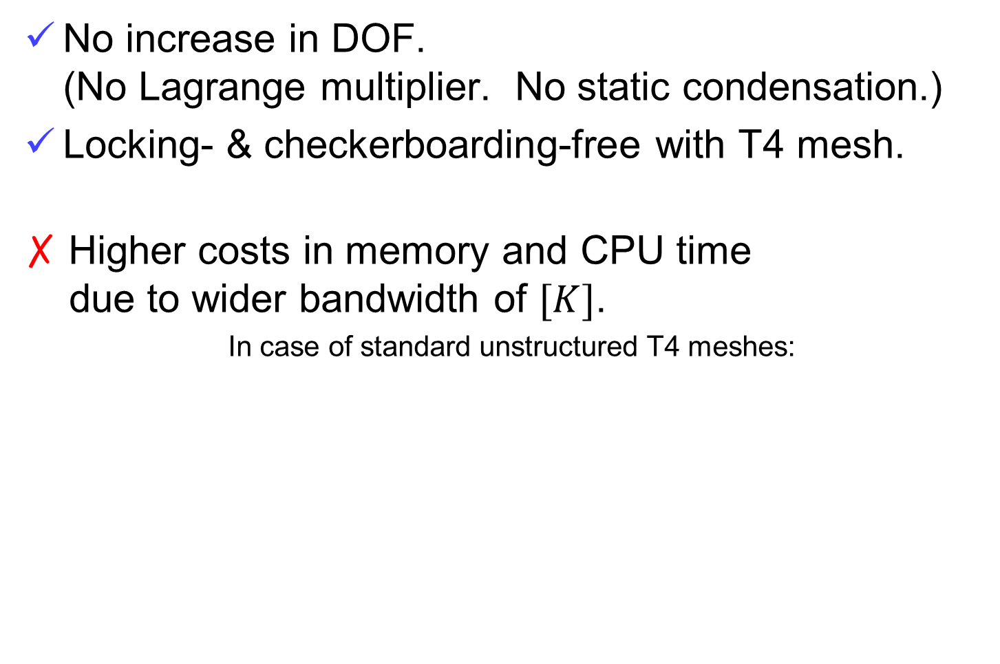 ✓ No increase in DOF.
(No Lagrange multiplier. No static condensation.)
✓ Locking- & checkerboarding-free with T4 mesh.
✗ Higher costs in memory and CPU time
due to wider bandwidth of [K].
In case of standard unstructured T4 meshes: